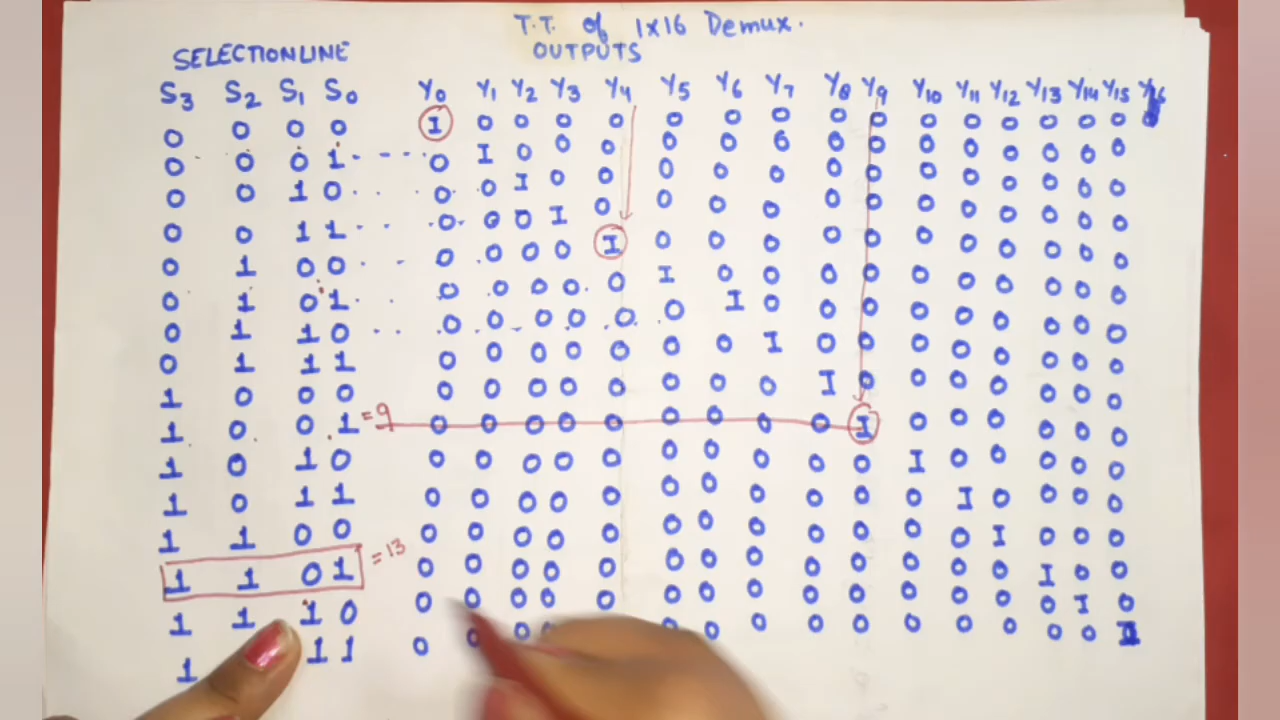 T.T. of 1x16 Demux.
SELECTIONLINE OUTPUTS
S3 S2 S1 S0 Y0 Y1 Y2 Y3 Y4 Y5 Y6 Y7 Y8 Y9 Y10 Y11 Y12 Y13 Y14 Y15
0 0 0 0 I 0 0 0 0 0 0 0 0 0 0 0 0 0 0 0
0 0 0 1 0 I 0 0 0 0 0 0 0 0 0 0 0 0 0 0
0 0 1 0 0 0 I 0 0 0 0 0 0 0 0 0 0 0 0 0
0 0 1 1 0 0 0 I 0 0 0 0 0 0 0 0 0 0 0 0
0 1 0 0 0 0 0 0 I 0 0 0 0 0 0 0 0 0 0 0
0 1 0 1 0 0 0 0 0 I 0 0 0 0 0 0 0 0 0 0
0 1 1 0 0 0 0 0 0 0 I 0 0 0 0 0 0 0 0 0
0 1 1 1 0 0 0 0 0 0 0 I 0 0 0 0 0 0 0 0
1 0 0 0 0 0 0 0 0 0 0 0 I 0 0 0 0 0 0 0
1 0 0 1 =9 0 0 0 0 0 0 0 0 0 I 0 0 0 0 0 0
1 0 1 0 0 0 0 0 0 0 0 0 0 0 I 0 0 0 0 0
1 0 1 1 0 0 0 0 0 0 0 0 0 0 0 I 0 0 0 0
1 1 0 0 0 0 0 0 0 0 0 0 0 0 0 0 I 0 0 0
1 1 0 1 =13 0 0 0 0 0 0 0 0 0 0 0 0 0 I 0 0
1 1 1 0 0 0 0 0 0 0 0 0 0 0 0 0 0 0 I 0
1 1 1 0 0 0 0 0 0 0 0 0 0 0 0 0 0 I